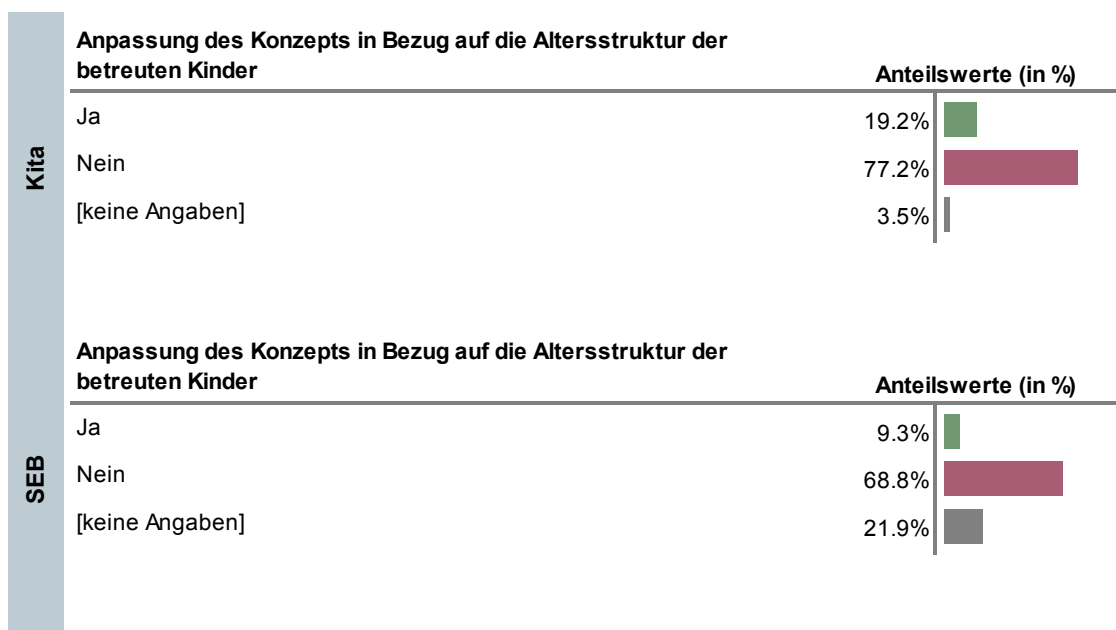 Kita
Anpassung des Konzepts in Bezug auf die Altersstruktur der
betreuten Kinder
Anteilswerte (in %)
Ja
19.2%
Nein
77.2%
[keine Angaben]
3.5%
SEB
Anpassung des Konzepts in Bezug auf die Altersstruktur der
betreuten Kinder
Anteilswerte (in %)
Ja
9.3%
Nein
68.8%
[keine Angaben]
21.9%